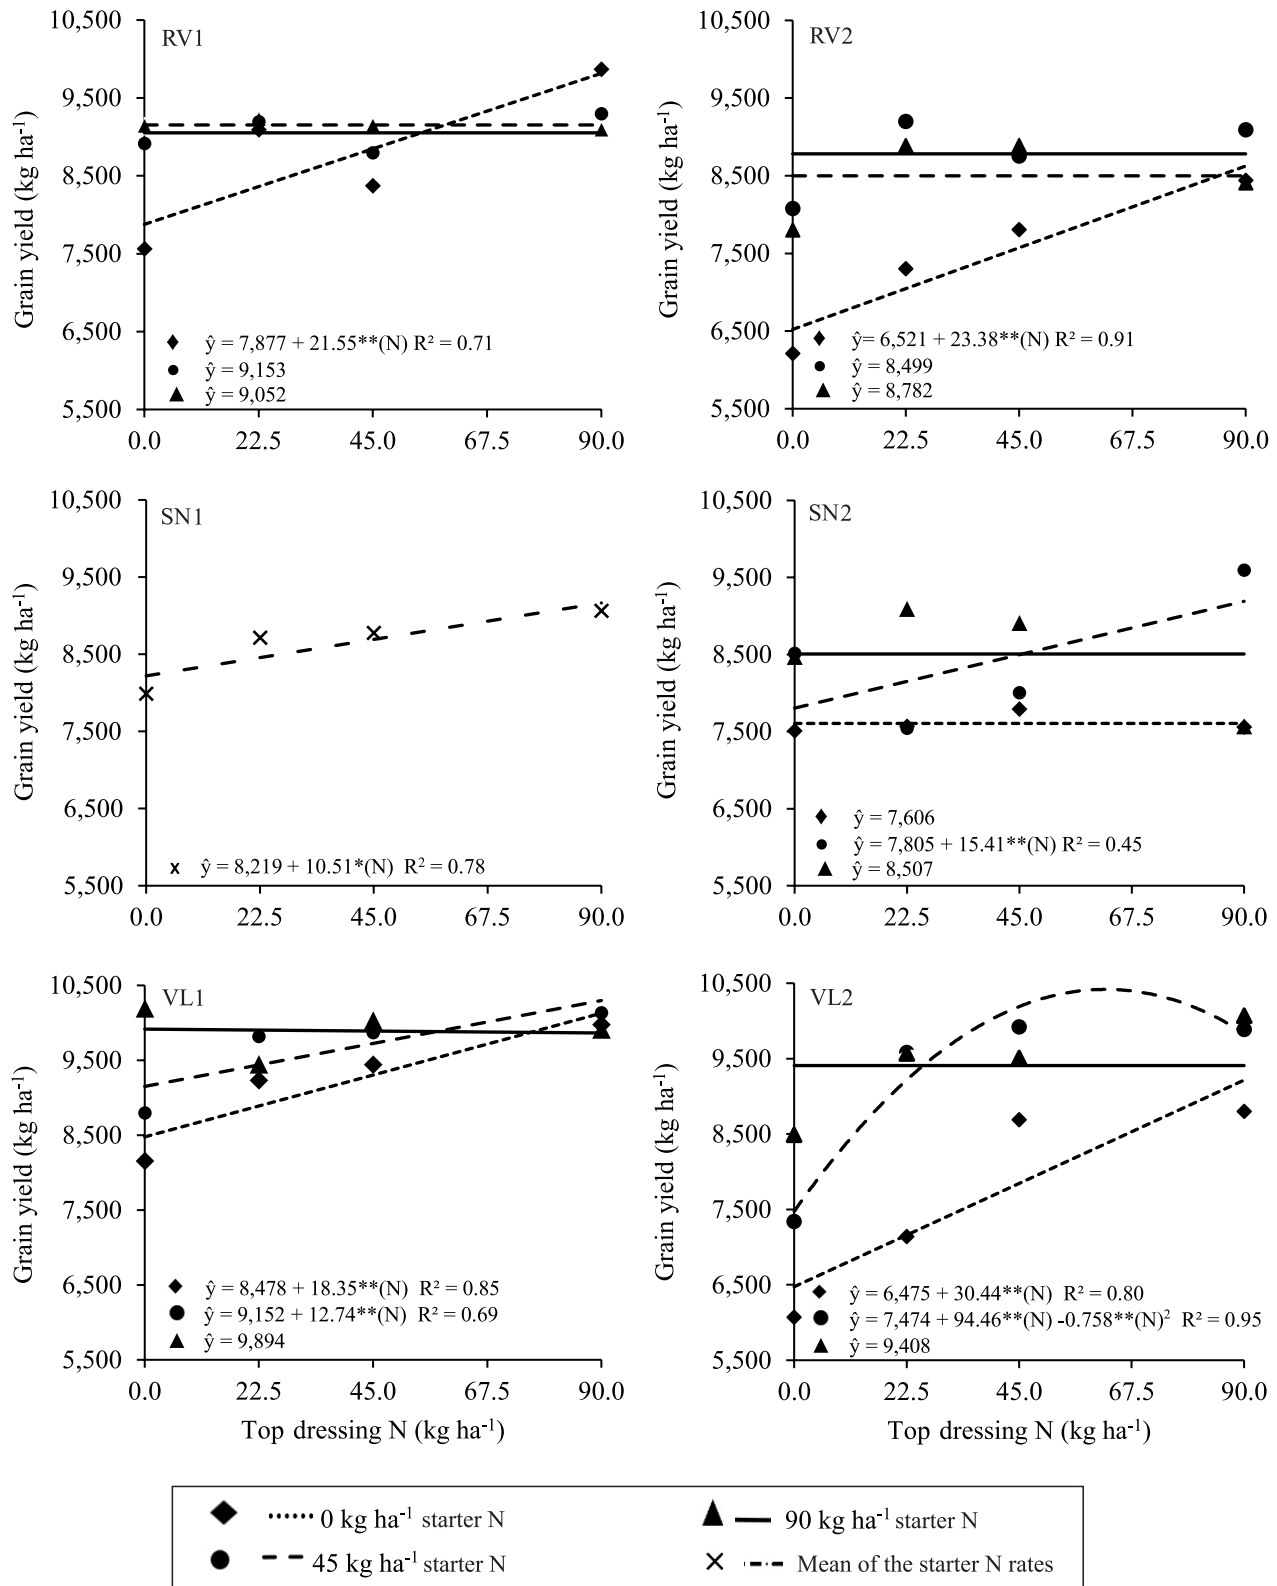 RV1
Grain yield (kg ha⁻¹)
10,500
9,500
8,500
7,500
6,500
5,500
ŷ = 7,877 + 21.55**(N) R² = 0.71
ŷ = 9,153
ŷ = 9,052
0.0 22.5 45.0 67.5 90.0
RV2
Grain yield (kg ha⁻¹)
10,500
9,500
8,500
7,500
6,500
5,500
ŷ= 6,521 + 23.38**(N) R² = 0.91
ŷ = 8,499
ŷ = 8,782
0.0 22.5 45.0 67.5 90.0
SN1
Grain yield (kg ha⁻¹)
10,500
9,500
8,500
7,500
6,500
5,500
ŷ = 8,219 + 10.51*(N) R² = 0.78
0.0 22.5 45.0 67.5 90.0
SN2
Grain yield (kg ha⁻¹)
10,500
9,500
8,500
7,500
6,500
5,500
ŷ = 7,606
ŷ = 7,805 + 15.41**(N) R² = 0.45
ŷ = 8,507
0.0 22.5 45.0 67.5 90.0
VL1
Grain yield (kg ha⁻¹)
10,500
9,500
8,500
7,500
6,500
5,500
ŷ = 8,478 + 18.35**(N) R² = 0.85
ŷ = 9,152 + 12.74**(N) R² = 0.69
ŷ = 9,894
0.0 22.5 45.0 67.5 90.0
Top dressing N (kg ha⁻¹)
VL2
Grain yield (kg ha⁻¹)
10,500
9,500
8,500
7,500
6,500
5,500
ŷ = 6,475 + 30.44**(N) R² = 0.80
ŷ = 7,474 + 94.46**(N) -0.758**(N)² R² = 0.95
ŷ = 9,408
0.0 22.5 45.0 67.5 90.0
Top dressing N (kg ha⁻¹)
0 kg ha⁻¹ starter N
90 kg ha⁻¹ starter N
45 kg ha⁻¹ starter N
Mean of the starter N rates